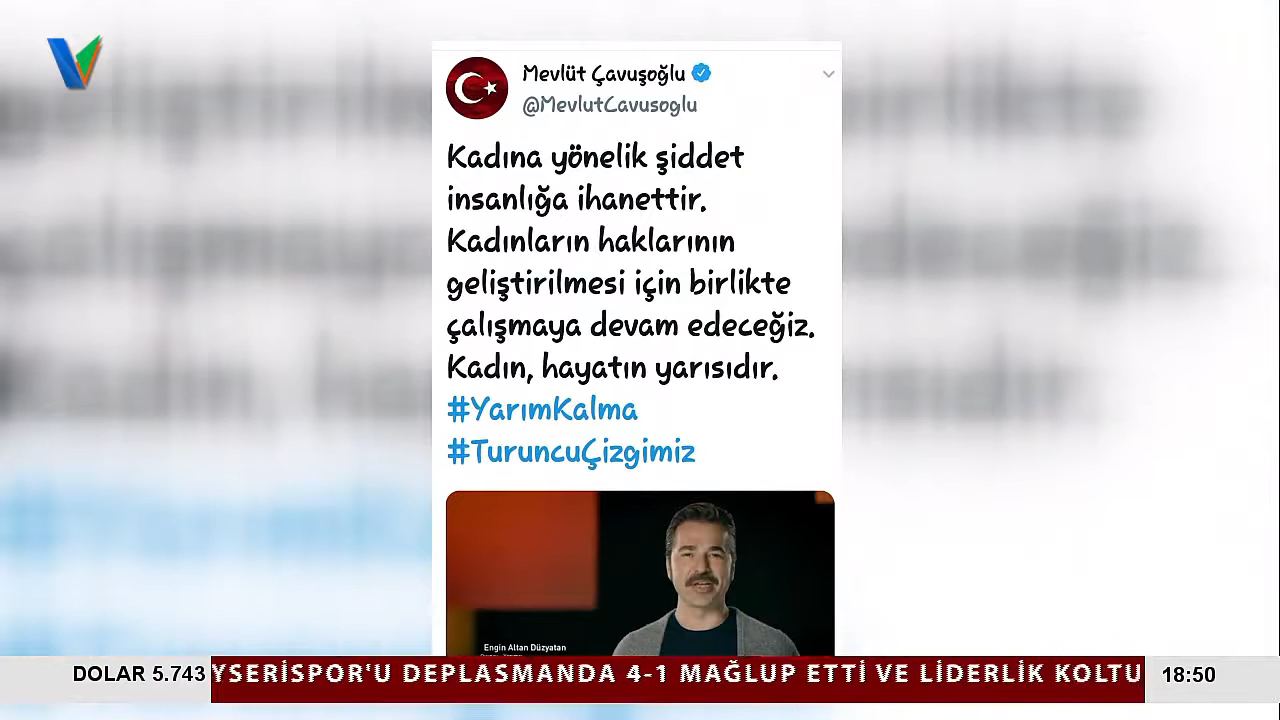 Mevlüt Çavuşoğlu
@MevlutCavusoglu
Kadına yönelik şiddet
insanlığa ihanettir.
Kadınların haklarının
geliştirilmesi için birlikte
çalışmaya devam edeceğiz.
Kadın, hayatın yarısıdır.
#YarımKalma
#TuruncuÇizgimiz
Engin Altan Düzyatan
DOLAR 5.743
YSERİSPOR'U DEPLASMANDA 4-1 MAĞLUP ETTİ VE LİDERLİK KOLTU
18:50